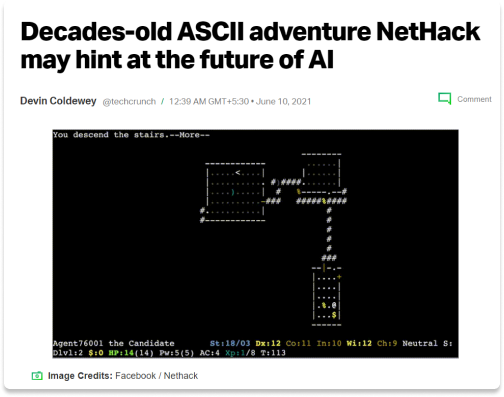 Decades-old ASCII adventure NetHack
may hint at the future of AI
Devin Coldewey @techcrunch / 12:39 AM GMT+5:30 • June 10, 2021
Comment
You descend the stairs.--More--
Agent76001 the Candidate St:18/03 Dx:12 Co:11 In:10 Wi:12 Ch:9 Neutral S:
Dlvl:2 $:0 HP:14(14) Pw:5(5) AC:4 Xp:1/8 T:113
Image Credits: Facebook / Nethack